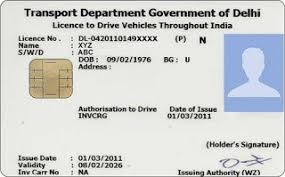 Transport Department Government of Delhi
Licence to Drive Vehicles Throughout India
Licence No. : DL-0420110149XXXX (P) N
Name : XYZ
S/W/D : ABC
DOB : 09/02/1976 BG : U
Address :
Authorisation to Drive Date of Issue
INVCRG 01/03/2011
(Holder's Signature)
Issue Date : 01/03/2011
Validity : 08/02/2026
Inv Carr No : NA Issuing Authority (WZ)